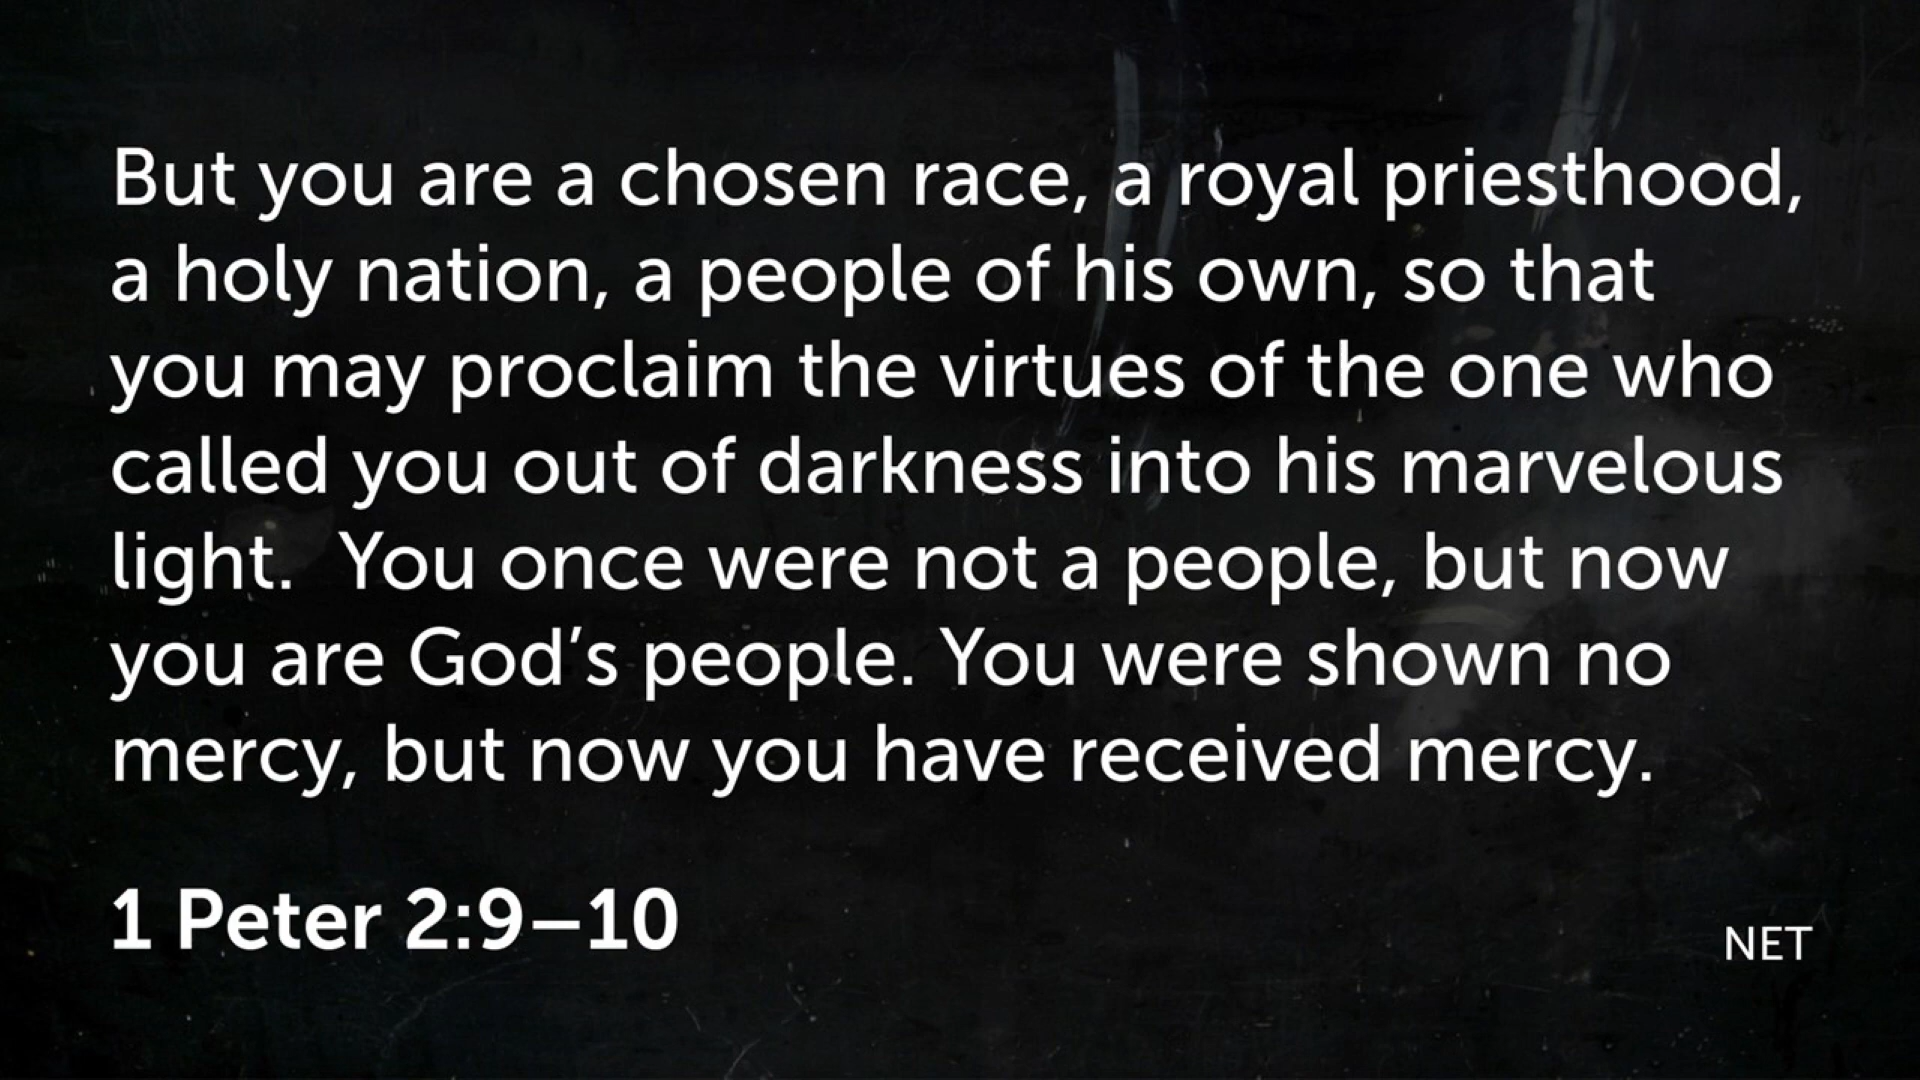 But you are a chosen race, a royal priesthood,
a holy nation, a people of his own, so that
you may proclaim the virtues of the one who
called you out of darkness into his marvelous
light.  You once were not a people, but now
you are God’s people. You were shown no
mercy, but now you have received mercy.
1 Peter 2:9–10
NET